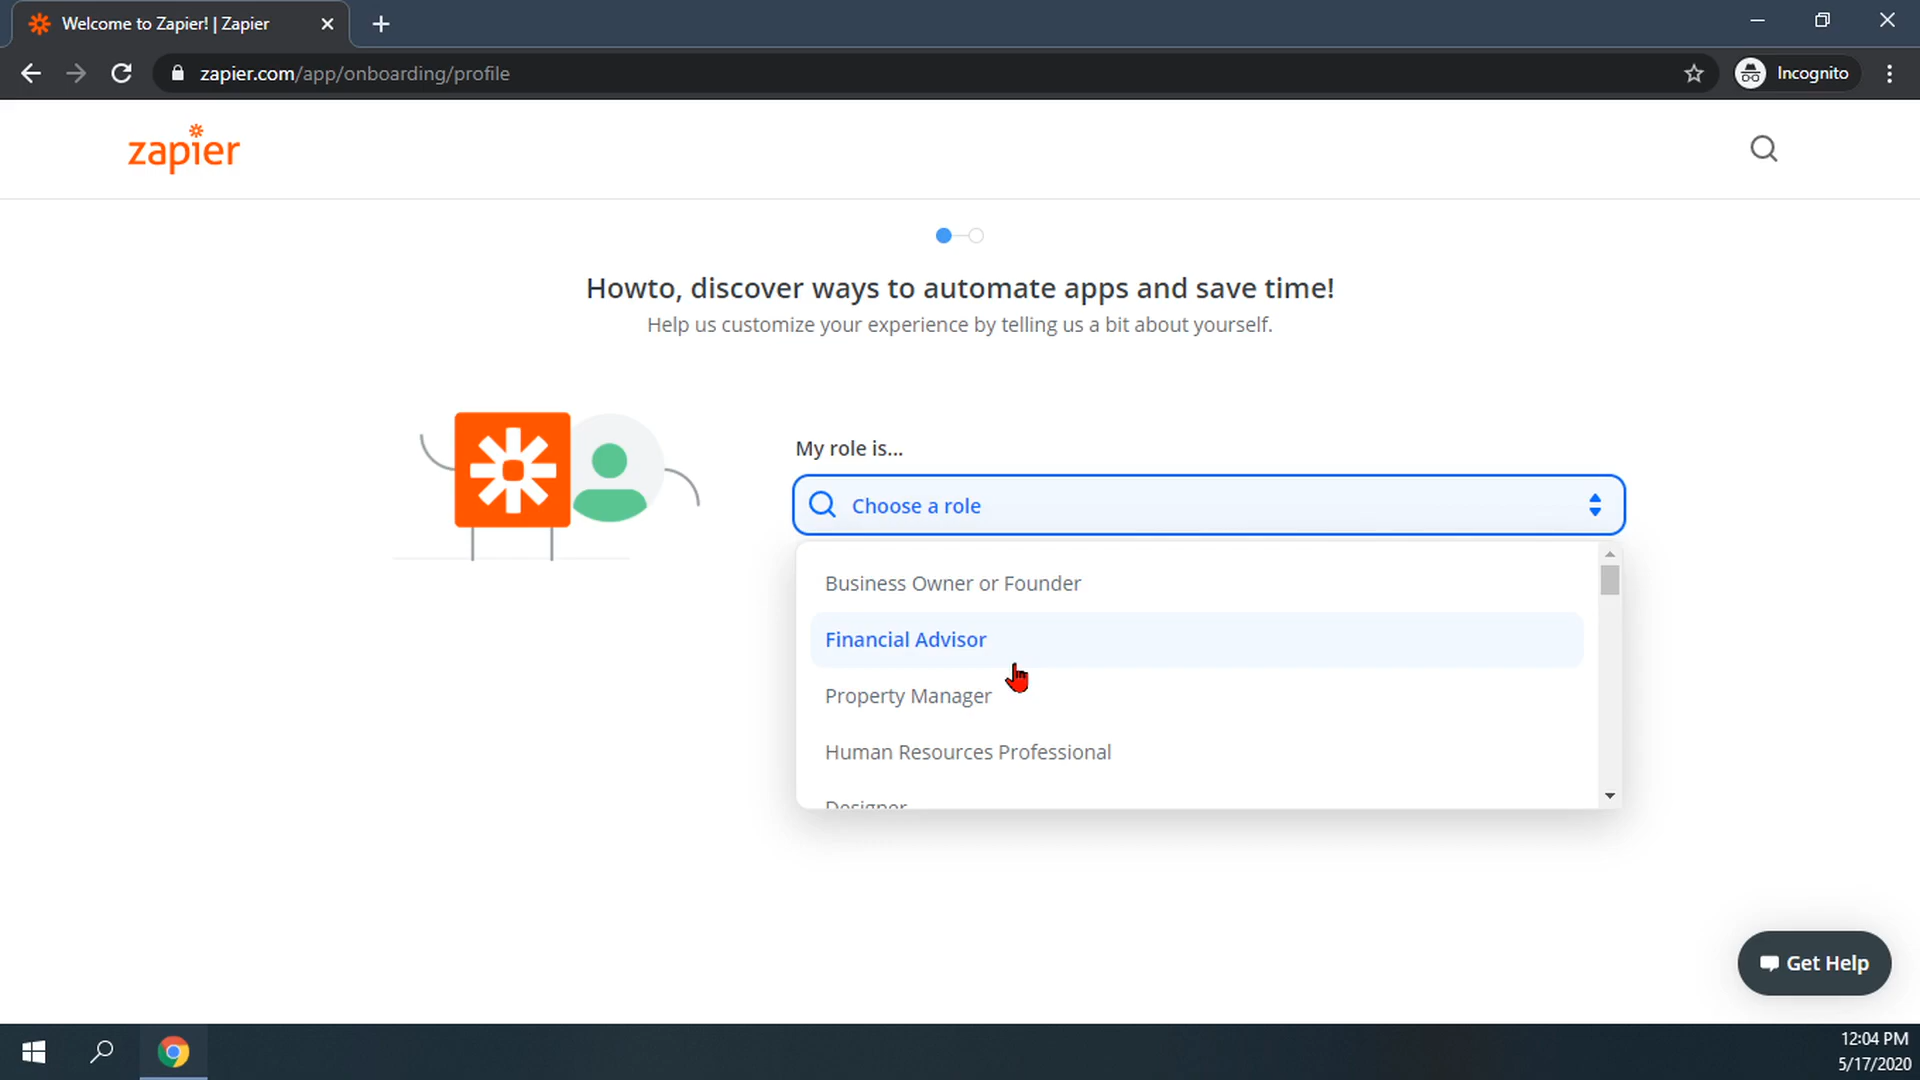 Welcome to Zapier! | Zapier
zapier.com/app/onboarding/profile
Incognito
zapier
Howto, discover ways to automate apps and save time!
Help us customize your experience by telling us a bit about yourself.
My role is...
Choose a role
Business Owner or Founder
Financial Advisor
Property Manager
Human Resources Professional
Designer
Get Help
12:04 PM
5/17/2020